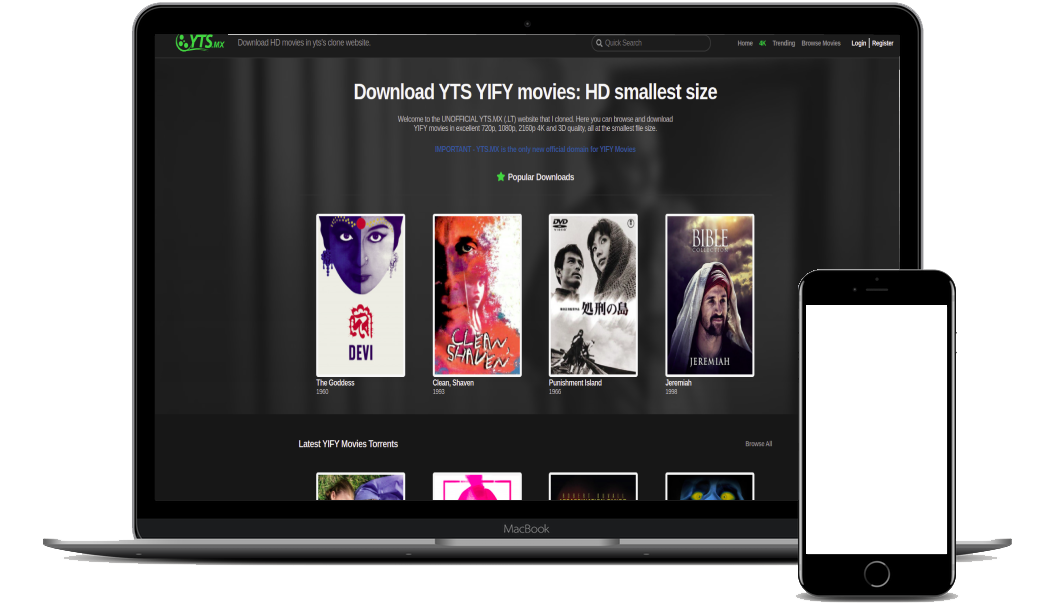 YTS.MX
Download HD movies in yts's clone website.
Quick Search
Home 4K Trending Browse Movies Login Register
Download YTS YIFY movies: HD smallest size
Welcome to the UNOFFICIAL YTS.MX (.LT) website that I cloned. Here you can browse and download
YIFY movies in excellent 720p, 1080p, 2160p 4K and 3D quality, all at the smallest file size.
IMPORTANT - YTS.MX is the only new official domain for YIFY Movies
Popular Downloads
DEVI
CLEAN
SHAVEN
DVD
処刑の島
BIBLE
COLLECTION
JEREMIAH
The Goddess
1960
Clean, Shaven
1993
Punishment Island
1966
Jeremiah
1998
Latest YIFY Movies Torrents
Browse All
MacBook